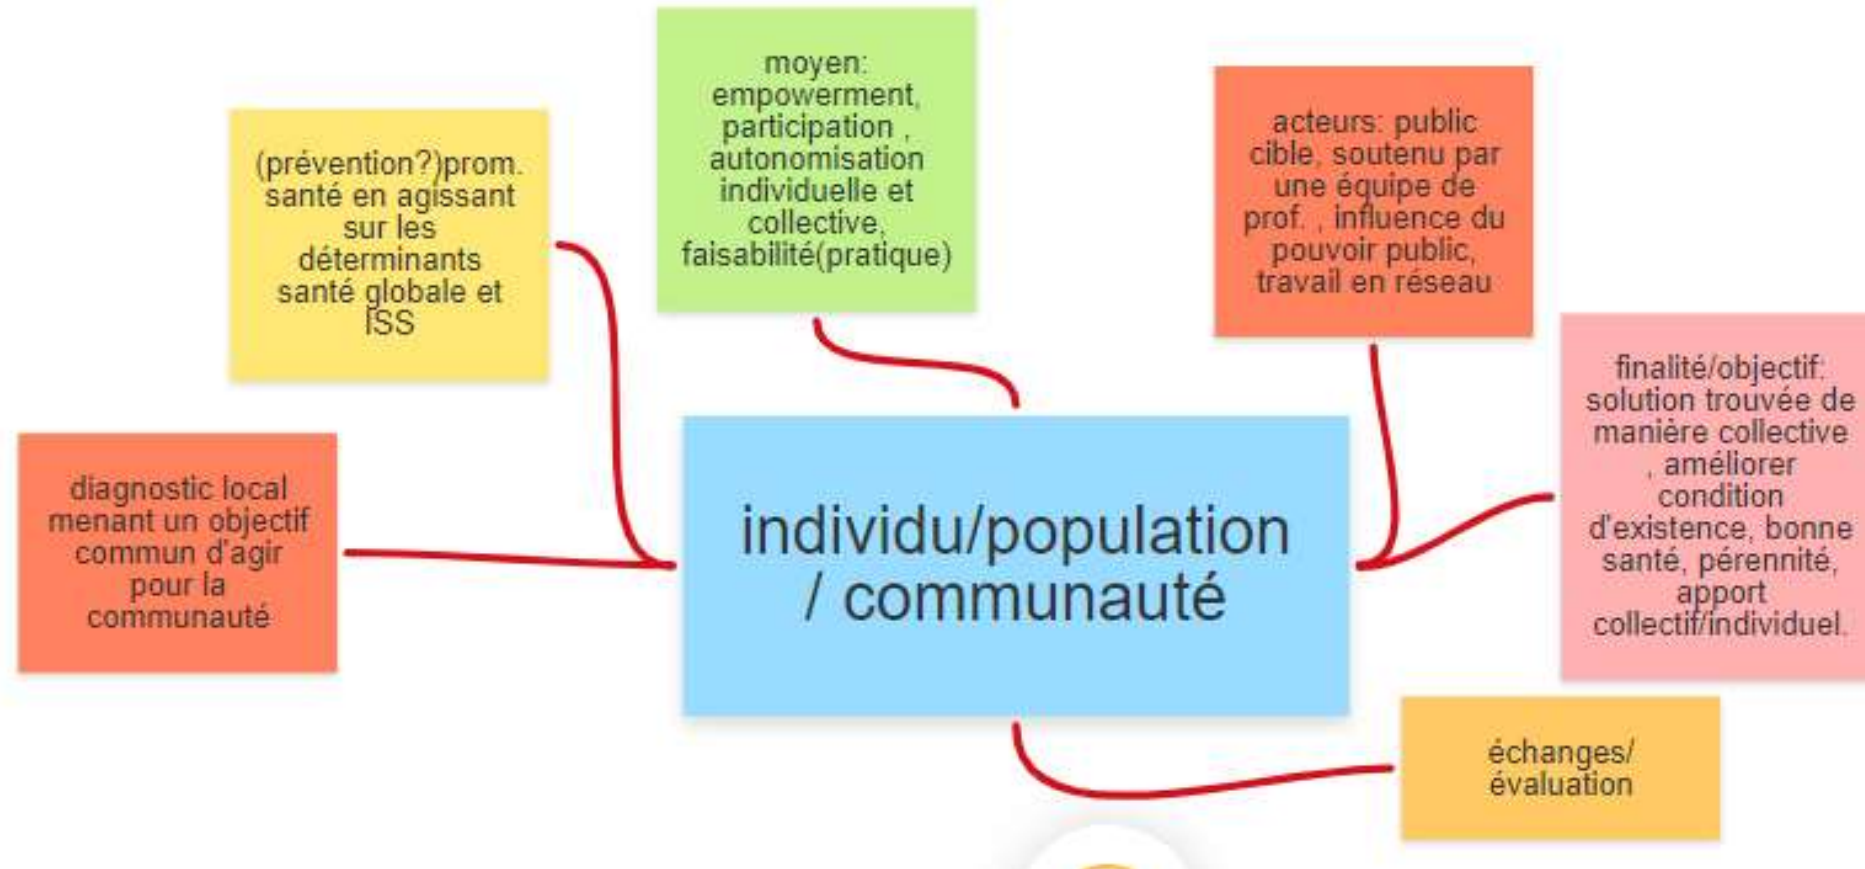 moyen:
empowerment,
participation ,
autonomisation
individuelle et
collective,
faisabilité(pratique)
acteurs: public
cible, soutenu par
une équipe de
prof. , influence du
pouvoir public,
travail en réseau
(prévention?)prom.
santé en agissant
sur les
déterminants
santé globale et
ISS
finalité/objectif:
solution trouvée de
manière collective
, améliorer
condition
d'existence, bonne
santé, pérennité,
apport
collectif/individuel.
diagnostic local
menant un objectif
commun d'agir
pour la
communauté
individu/population
/ communauté
échanges/
évaluation